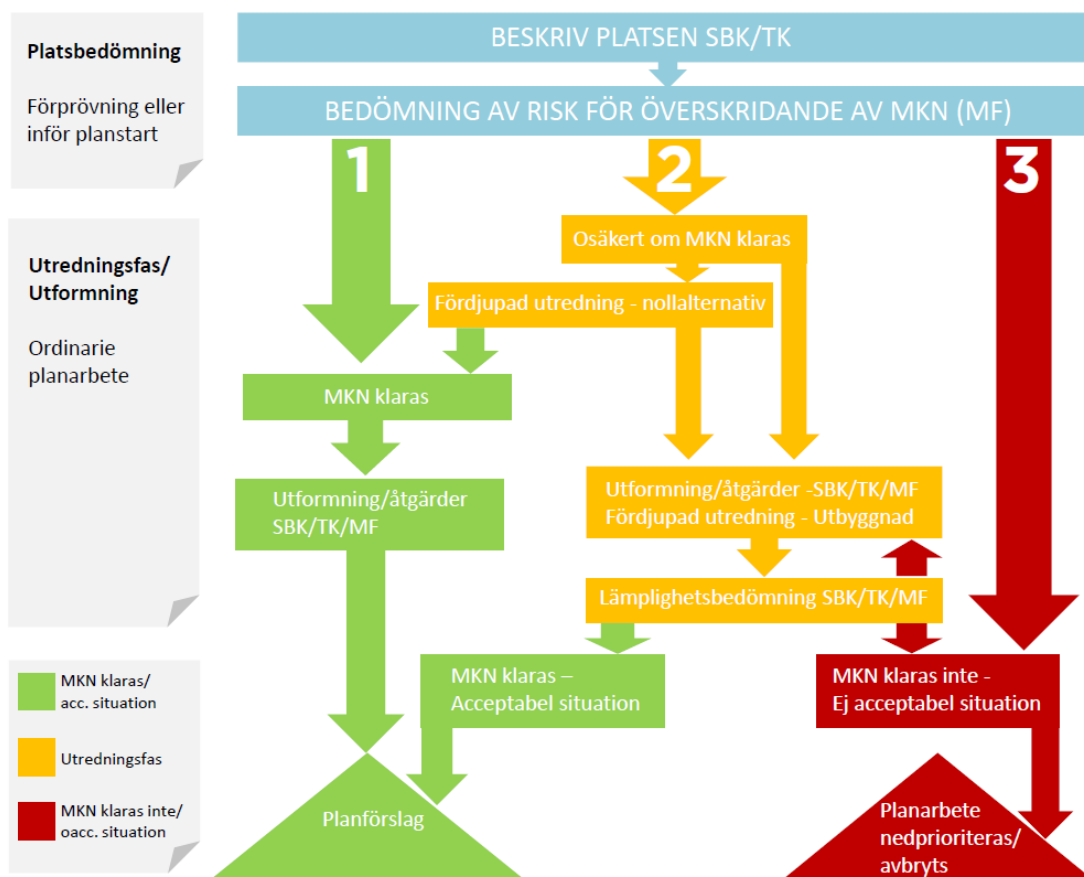 BESKRIV PLATSEN SBK/TK
Platsbedömning
Förprövning eller
inför planstart
BEDÖMNING AV RISK FÖR ÖVERSKRIDANDE AV MKN (MF)
1
2
3
Osäkert om MKN klaras
Utredningsfas/
Utformning
Ordinarie
planarbete
Fördjupad utredning - nollalternativ
MKN klaras
Utformning/åtgärder
SBK/TK/MF
Utformning/åtgärder -SBK/TK/MF
Fördjupad utredning - Utbyggnad
Lämplighetsbedömning SBK/TK/MF
MKN klaras –
Acceptabel situation
MKN klaras inte -
Ej acceptabel situation
MKN klaras/
acc. situation
Utredningsfas
MKN klaras inte/
oacc. situation
Planförslag
Planarbete
nedprioriteras/
avbryts